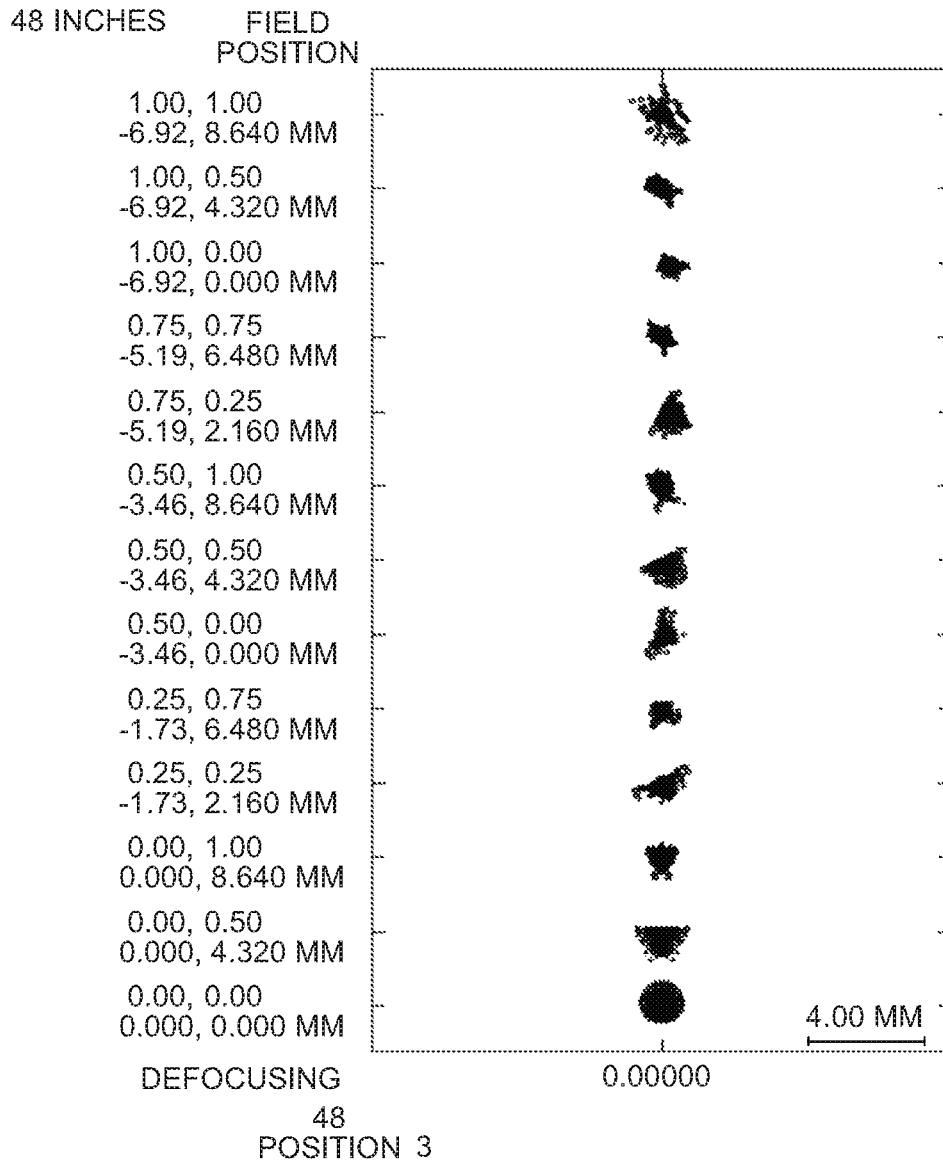 48 INCHES
FIELD
POSITION
1.00, 1.00
-6.92, 8.640 MM
1.00, 0.50
-6.92, 4.320 MM
1.00, 0.00
-6.92, 0.000 MM
0.75, 0.75
-5.19, 6.480 MM
0.75, 0.25
-5.19, 2.160 MM
0.50, 1.00
-3.46, 8.640 MM
0.50, 0.50
-3.46, 4.320 MM
0.50, 0.00
-3.46, 0.000 MM
0.25, 0.75
-1.73, 6.480 MM
0.25, 0.25
-1.73, 2.160 MM
0.00, 1.00
0.000, 8.640 MM
0.00, 0.50
0.000, 4.320 MM
0.00, 0.00
0.000, 0.000 MM
4.00 MM
DEFOCUSING
0.00000
48
POSITION 3